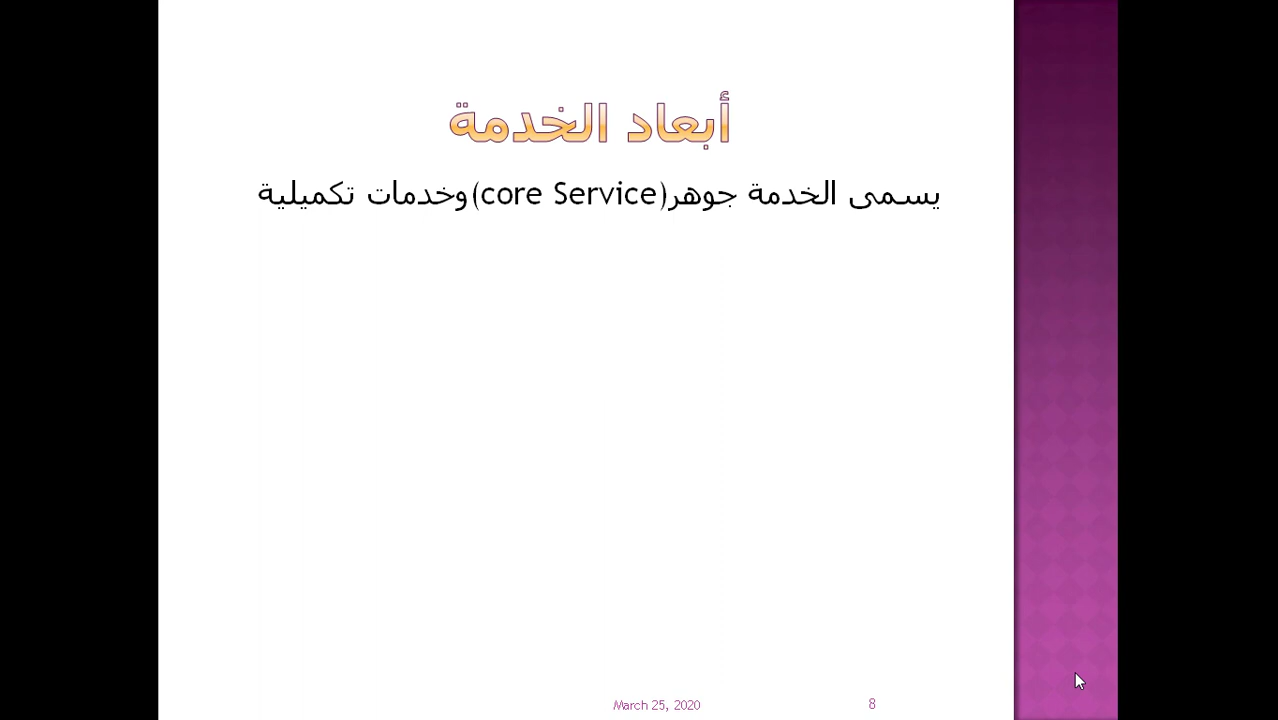 أبعاد الخدمة
يسمى الخدمة جوهر(core Service)وخدمات تكميلية
March 25, 2020
8